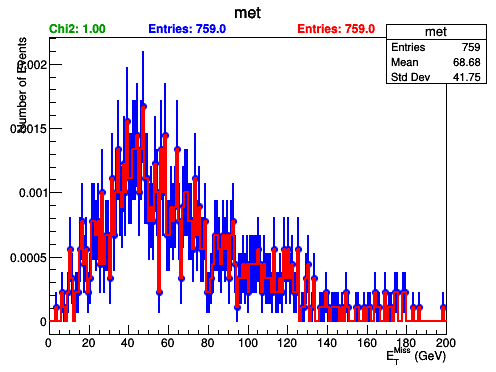 met
Chi2: 1.00 Entries: 759.0 Entries: 759.0
met
Entries 759
Mean 68.68
Std Dev 41.75
Number of Events
0.002
0.0015
0.001
0.0005
0
0 20 40 60 80 100 120 140 160 180 200
E_T^Miss (GeV)